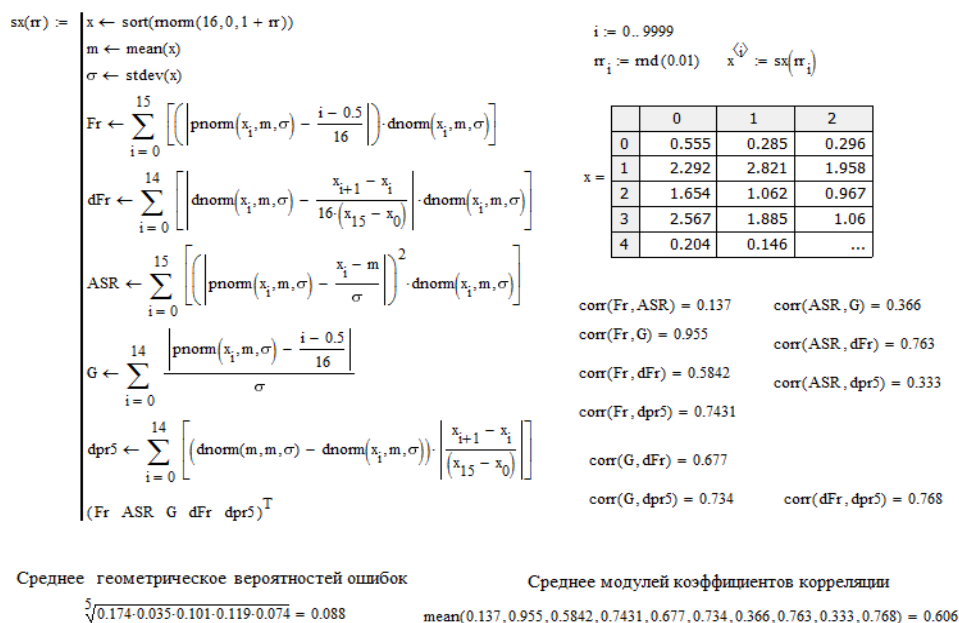 sx(rr) := x ← sort(rnorm(16,0,1 + rr))
m ← mean(x)
σ ← stdev(x)
Fr ← ∑_{i = 0}^{15} [(|pnorm(x_i,m,σ) − (i − 0.5)/16|)·dnorm(x_i,m,σ)]
dFr ← ∑_{i = 0}^{14} [|dnorm(x_i,m,σ) − (x_{i+1} − x_i)/(16·(x_15 − x_0))|·dnorm(x_i,m,σ)]
ASR ← ∑_{i = 0}^{15} [(|pnorm(x_i,m,σ) − (x_i − m)/σ|)^2·dnorm(x_i,m,σ)]
G ← ∑_{i = 0}^{14} |pnorm(x_i,m,σ) − (i − 0.5)/16|/σ
dpr5 ← ∑_{i = 0}^{14} [(dnorm(m,m,σ) − dnorm(x_i,m,σ))·|(x_{i+1} − x_i)/(x_15 − x_0)|]
(Fr ASR G dFr dpr5)^T
i := 0.. 9999
rr_i := rnd(0.01) x^⟨i⟩ := sx(rr_i)
x =
0 1 2
0 0.555 0.285 0.296
1 2.292 2.821 1.958
2 1.654 1.062 0.967
3 2.567 1.885 1.06
4 0.204 0.146 ...
corr(Fr,ASR) = 0.137 corr(ASR,G) = 0.366
corr(Fr,G) = 0.955
corr(ASR,dFr) = 0.763
corr(Fr,dFr) = 0.5842
corr(ASR,dpr5) = 0.333
corr(Fr,dpr5) = 0.7431
corr(G,dFr) = 0.677
corr(G,dpr5) = 0.734 corr(dFr,dpr5) = 0.768
Среднее геометрическое вероятностей ошибок
⁵√(0.174·0.035·0.101·0.119·0.074) = 0.088
Среднее модулей коэффициентов корреляции
mean(0.137,0.955,0.5842,0.7431,0.677,0.734,0.366,0.763,0.333,0.768) = 0.606